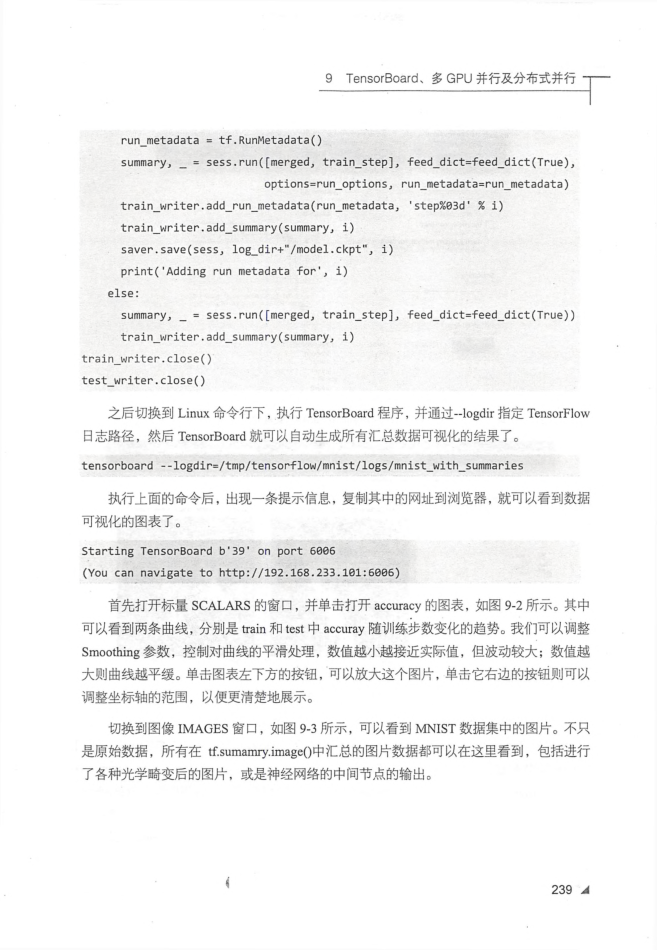 9 TensorBoard、多 GPU 并行及分布式并行
run_metadata = tf.RunMetadata()
summary, _ = sess.run([merged, train_step], feed_dict=feed_dict(True),
options=run_options, run_metadata=run_metadata)
train_writer.add_run_metadata(run_metadata, 'step%03d' % i)
train_writer.add_summary(summary, i)
saver.save(sess, log_dir+"/model.ckpt", i)
print('Adding run metadata for', i)
else:
summary, _ = sess.run([merged, train_step], feed_dict=feed_dict(True))
train_writer.add_summary(summary, i)
train_writer.close()
test_writer.close()
之后切换到 Linux 命令行下，执行 TensorBoard 程序，并通过--logdir 指定 TensorFlow
日志路径，然后 TensorBoard 就可以自动生成所有汇总数据可视化的结果了。
tensorboard --logdir=/tmp/tensorflow/mnist/logs/mnist_with_summaries
执行上面的命令后，出现一条提示信息，复制其中的网址到浏览器，就可以看到数据
可视化的图表了。
Starting TensorBoard b'39' on port 6006
(You can navigate to http://192.168.233.101:6006)
首先打开标量 SCALARS 的窗口，并单击打开 accuracy 的图表，如图 9-2 所示。其中
可以看到两条曲线，分别是 train 和 test 中 accuray 随训练步数变化的趋势。我们可以调整
Smoothing 参数，控制对曲线的平滑处理，数值越小越接近实际值，但波动较大；数值越
大则曲线越平缓。单击图表左下方的按钮，可以放大这个图片，单击它右边的按钮则可以
调整坐标轴的范围，以便更清楚地展示。
切换到图像 IMAGES 窗口，如图 9-3 所示，可以看到 MNIST 数据集中的图片。不只
是原始数据，所有在 tf.sumamry.image()中汇总的图片数据都可以在这里看到，包括进行
了各种光学畸变后的图片，或是神经网络的中间节点的输出。
239